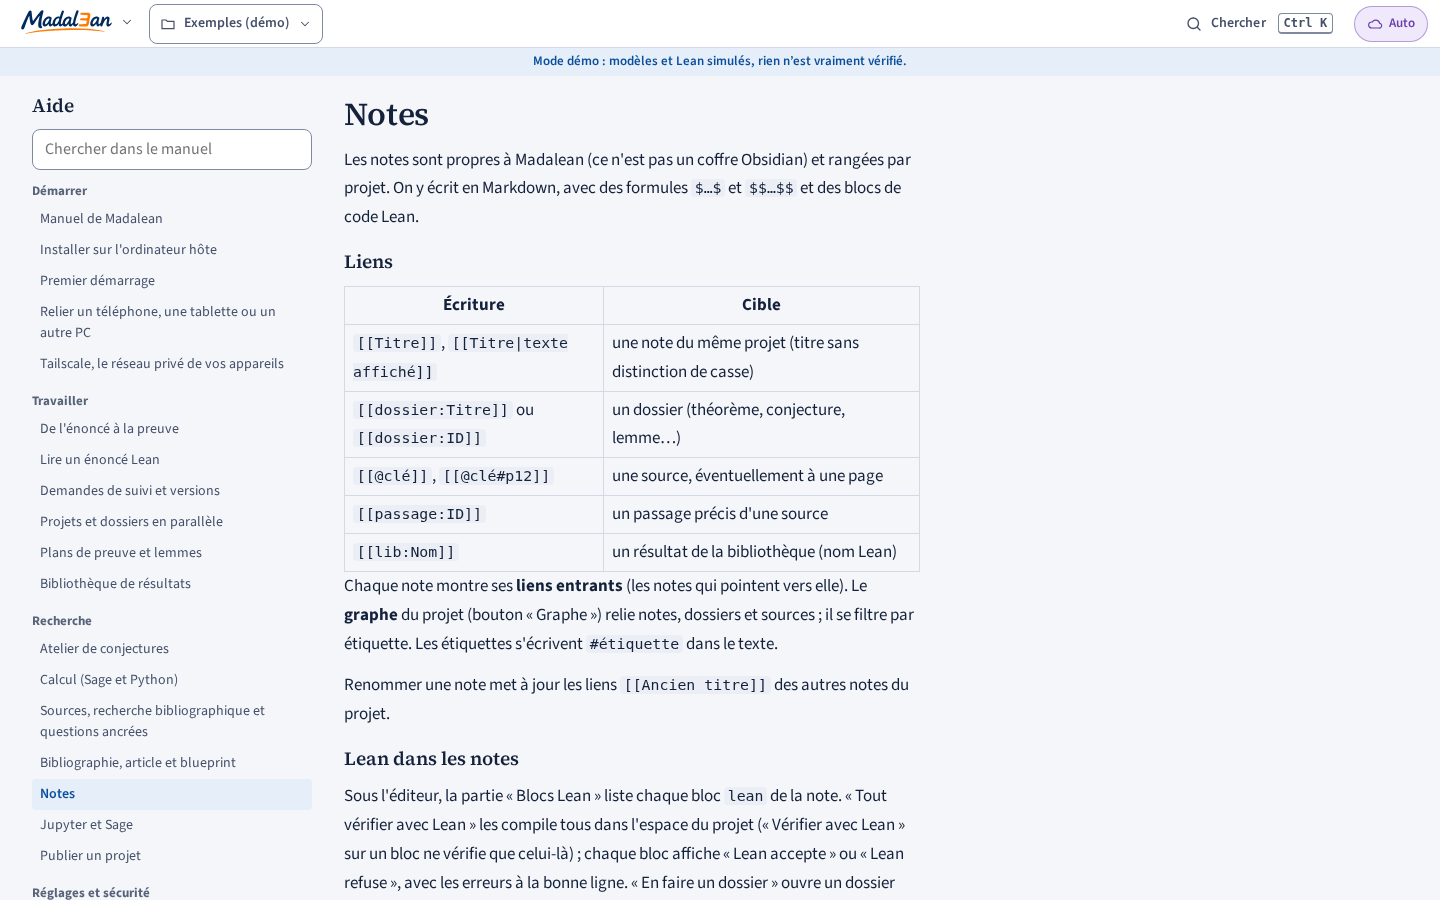 Madalean
Exemples (démo)
Chercher
Ctrl K
Auto
Mode démo : modèles et Lean simulés, rien n’est vraiment vérifié.
Aide
Chercher dans le manuel
Démarrer
Manuel de Madalean
Installer sur l'ordinateur hôte
Premier démarrage
Relier un téléphone, une tablette ou un
autre PC
Tailscale, le réseau privé de vos appareils
Travailler
De l'énoncé à la preuve
Lire un énoncé Lean
Demandes de suivi et versions
Projets et dossiers en parallèle
Plans de preuve et lemmes
Bibliothèque de résultats
Recherche
Atelier de conjectures
Calcul (Sage et Python)
Sources, recherche bibliographique et
questions ancrées
Bibliographie, article et blueprint
Notes
Jupyter et Sage
Publier un projet
Réglages et sécurité
Notes
Les notes sont propres à Madalean (ce n'est pas un coffre Obsidian) et rangées par
projet. On y écrit en Markdown, avec des formules $…$ et $$…$$ et des blocs de
code Lean.
Liens
Écriture
Cible
[[Titre]], [[Titre|texte
affiché]]
une note du même projet (titre sans
distinction de casse)
[[dossier:Titre]] ou
[[dossier:ID]]
un dossier (théorème, conjecture,
lemme…)
[[@clé]], [[@clé#p12]]
une source, éventuellement à une page
[[passage:ID]]
un passage précis d'une source
[[lib:Nom]]
un résultat de la bibliothèque (nom Lean)
Chaque note montre ses liens entrants (les notes qui pointent vers elle). Le
graphe du projet (bouton « Graphe ») relie notes, dossiers et sources ; il se filtre par
étiquette. Les étiquettes s'écrivent #étiquette dans le texte.
Renommer une note met à jour les liens [[Ancien titre]] des autres notes du
projet.
Lean dans les notes
Sous l'éditeur, la partie « Blocs Lean » liste chaque bloc lean de la note. « Tout
vérifier avec Lean » les compile tous dans l'espace du projet (« Vérifier avec Lean »
sur un bloc ne vérifie que celui-là) ; chaque bloc affiche « Lean accepte » ou « Lean
refuse », avec les erreurs à la bonne ligne. « En faire un dossier » ouvre un dossier